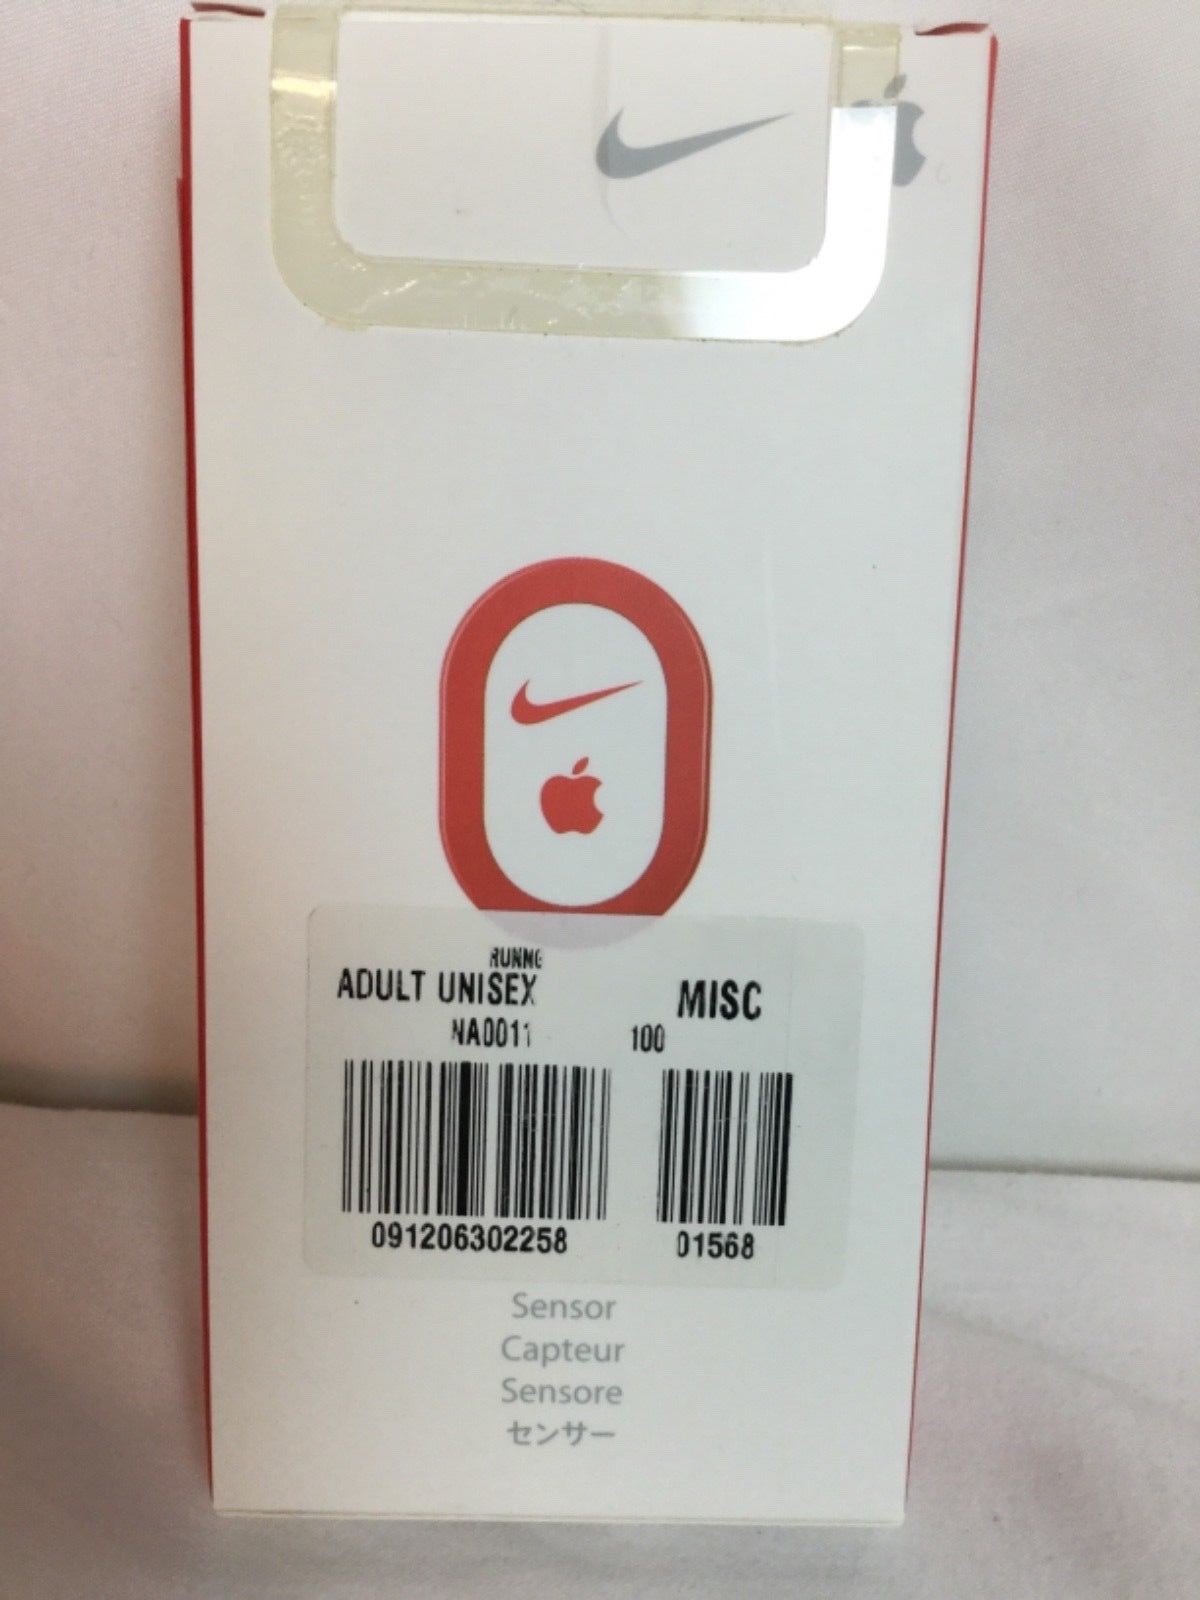 RUNNG
ADULT UNISEX MISC
NA0011 100
091206302258 01568
Sensor
Capteur
Sensore
センサー